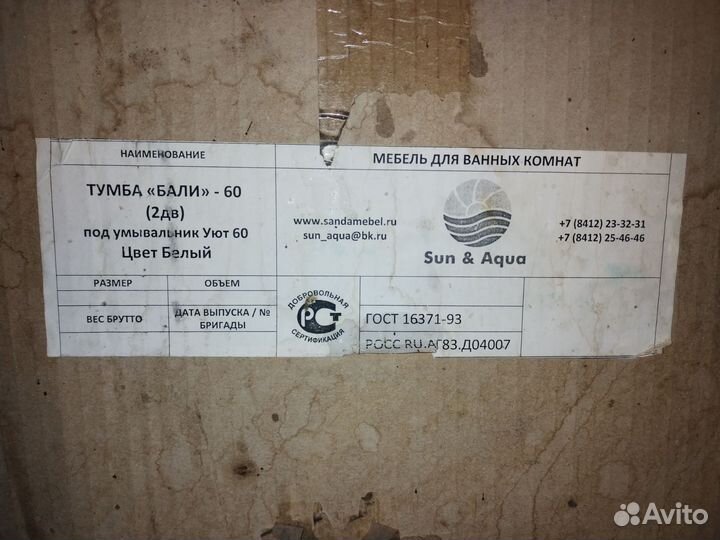 НАИМЕНОВАНИЕ
МЕБЕЛЬ ДЛЯ ВАННЫХ КОМНАТ
ТУМБА «БАЛИ» - 60
(2дв)
под умывальник Уют 60
Цвет Белый
www.sandamebel.ru
sun_aqua@bk.ru
Sun & Aqua
+7 (8412) 23-32-31
+7 (8412) 25-46-46
РАЗМЕР
ОБЪЕМ
ВЕС БРУТТО
ДАТА ВЫПУСКА / №
БРИГАДЫ
ДОБРОВОЛЬНАЯ
РСТ
СЕРТИФИКАЦИЯ
ГОСТ 16371-93
РОСС RU.АГ83.Д04007
Avito